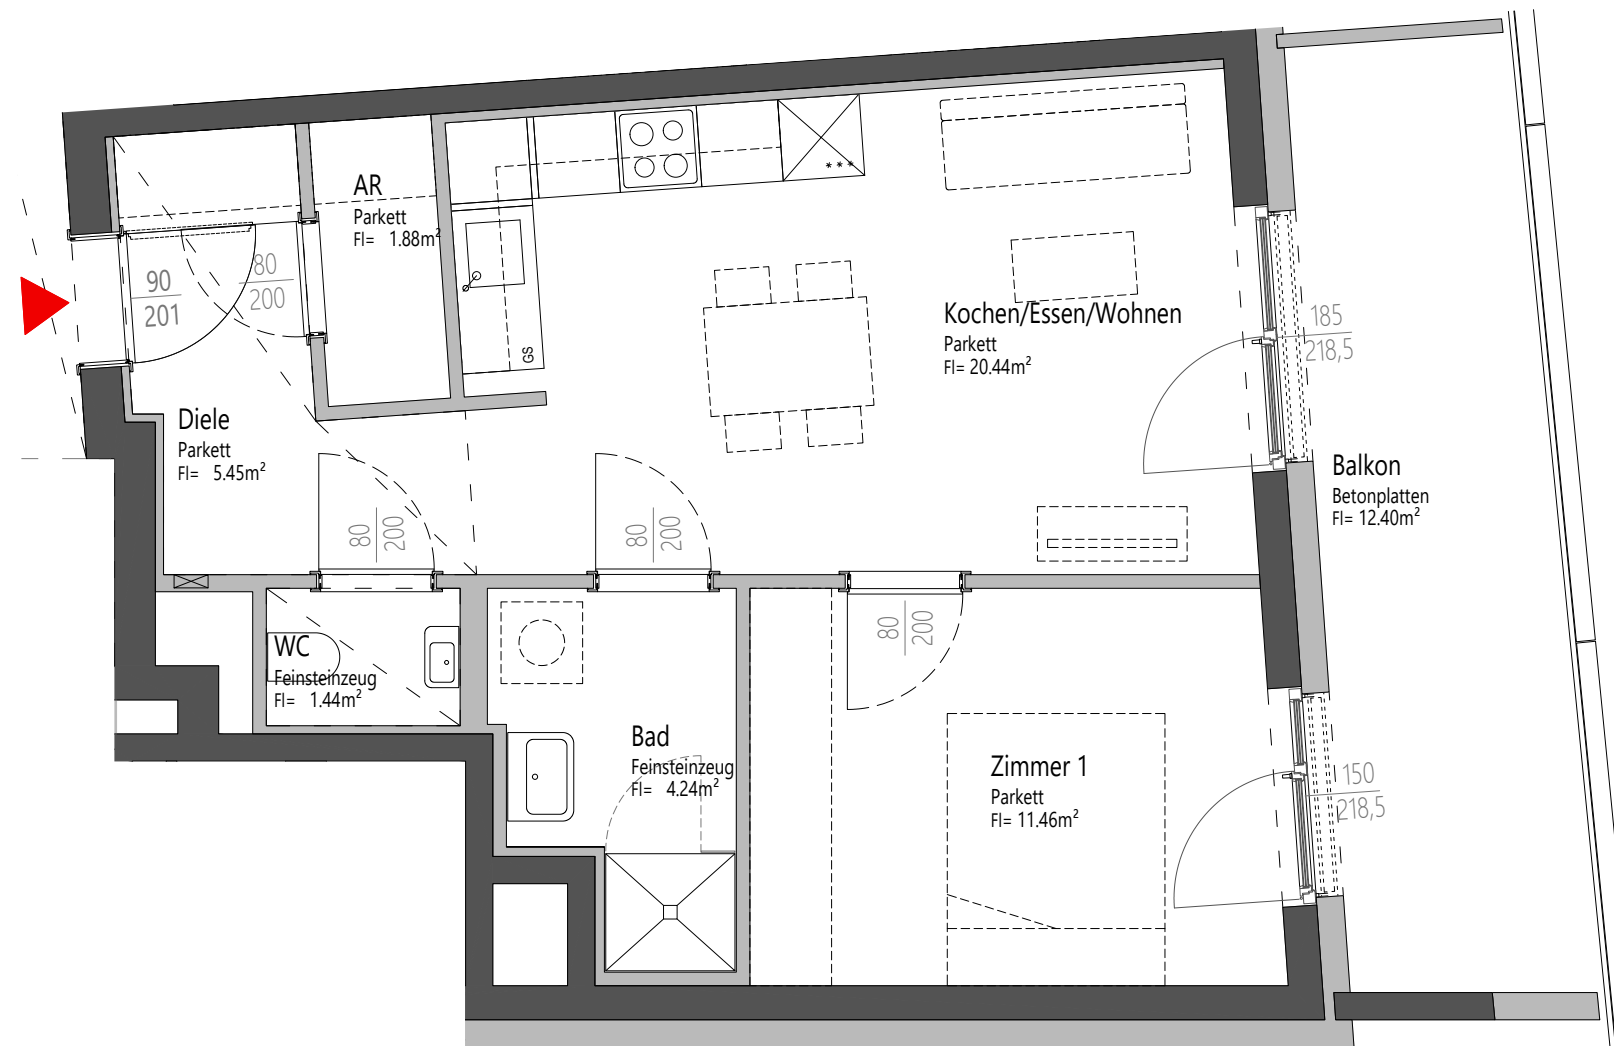 AR
Parkett
Fl= 1.88m²
90
201
80
200
Kochen/Essen/Wohnen
Parkett
Fl= 20.44m²
185
218,5
GS
Diele
Parkett
Fl= 5.45m²
Balkon
Betonplatten
Fl= 12.40m²
80
200
80
200
80
200
WC
Feinsteinzeug
Fl= 1.44m²
Bad
Feinsteinzeug
Fl= 4.24m²
Zimmer 1
Parkett
Fl= 11.46m²
150
218,5